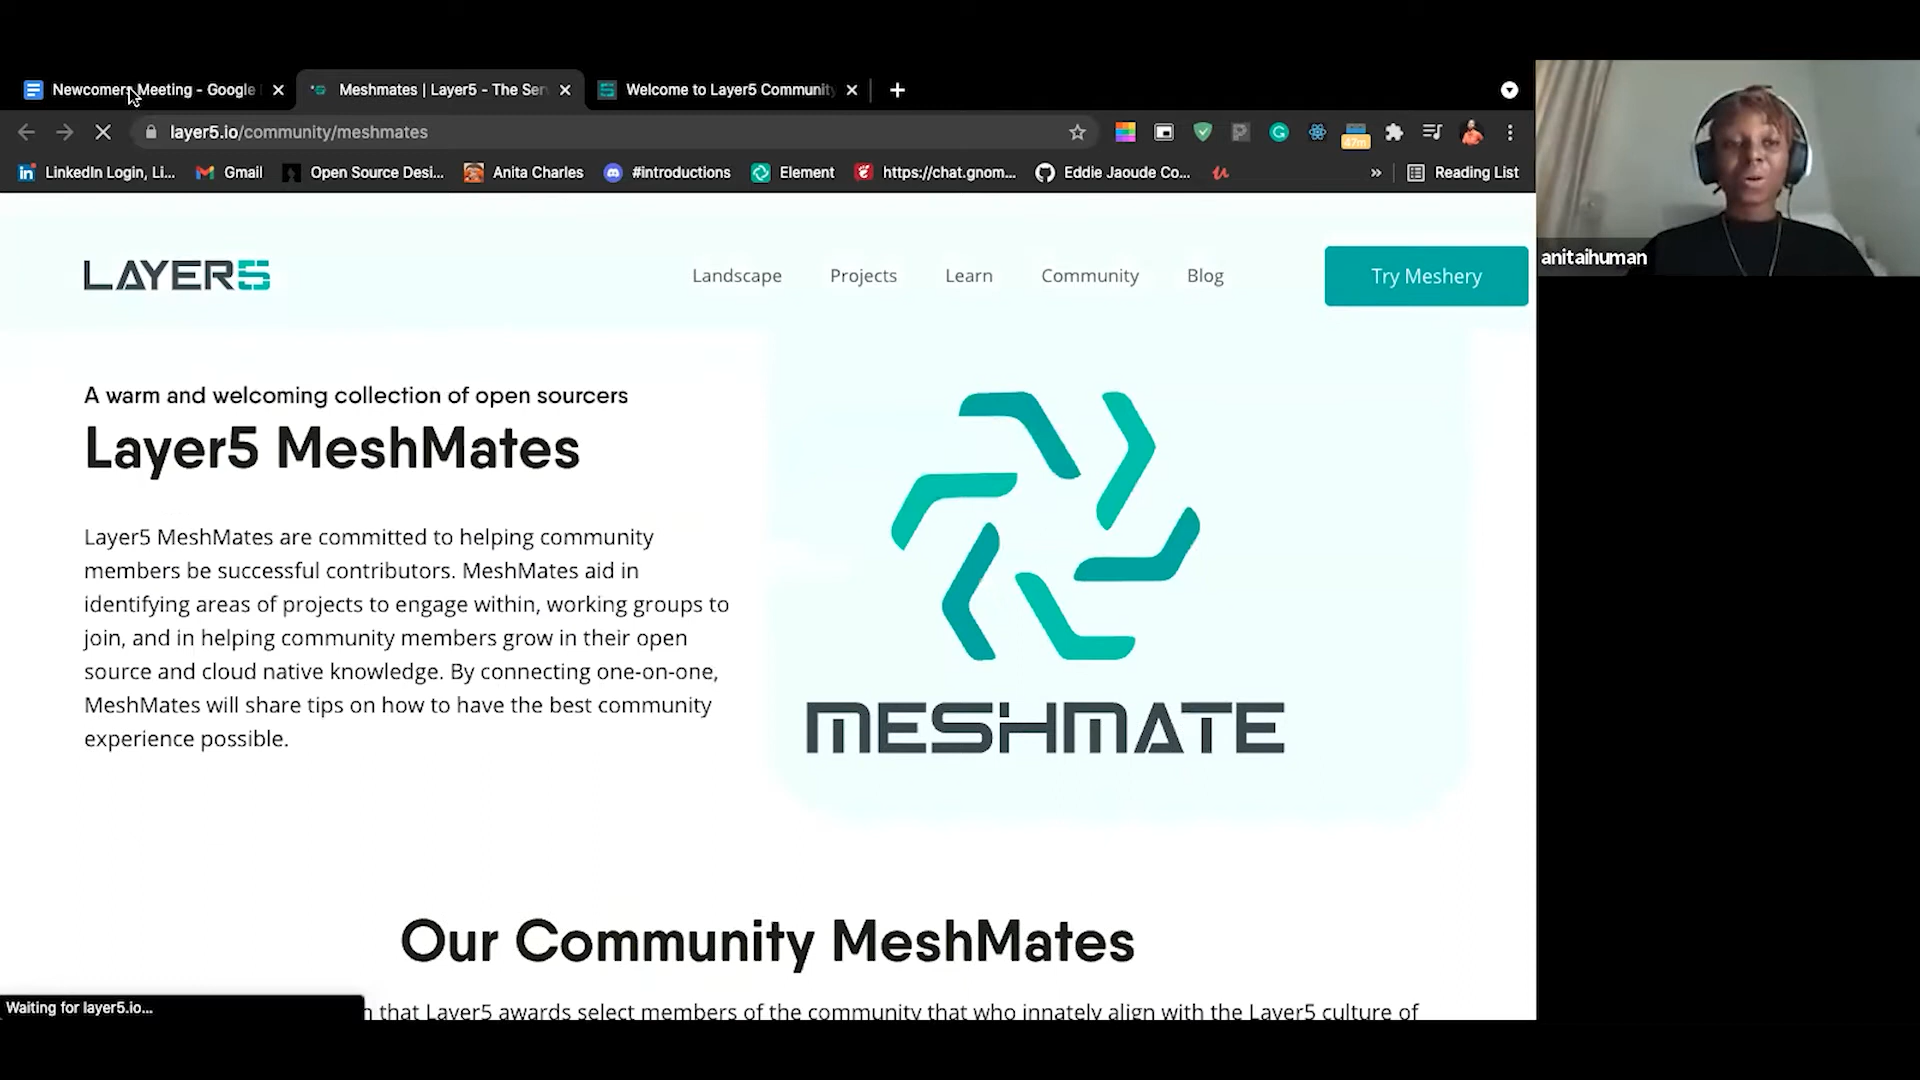 Newcomers Meeting - Google
Meshmates | Layer5 - The Ser
Welcome to Layer5 Community
layer5.io/community/meshmates
47m
LinkedIn Login, Li...
Gmail
Open Source Desi...
Anita Charles
#introductions
Element
https://chat.gnom...
Eddie Jaoude Co...
»
Reading List
anitaihuman
LAYER5
Landscape
Projects
Learn
Community
Blog
Try Meshery
A warm and welcoming collection of open sourcers
Layer5 MeshMates
Layer5 MeshMates are committed to helping community
members be successful contributors. MeshMates aid in
identifying areas of projects to engage within, working groups to
join, and in helping community members grow in their open
source and cloud native knowledge. By connecting one-on-one,
MeshMates will share tips on how to have the best community
experience possible.
MESHMATE
Our Community MeshMates
that Layer5 awards select members of the community that who innately align with the Layer5 culture of
Waiting for layer5.io...